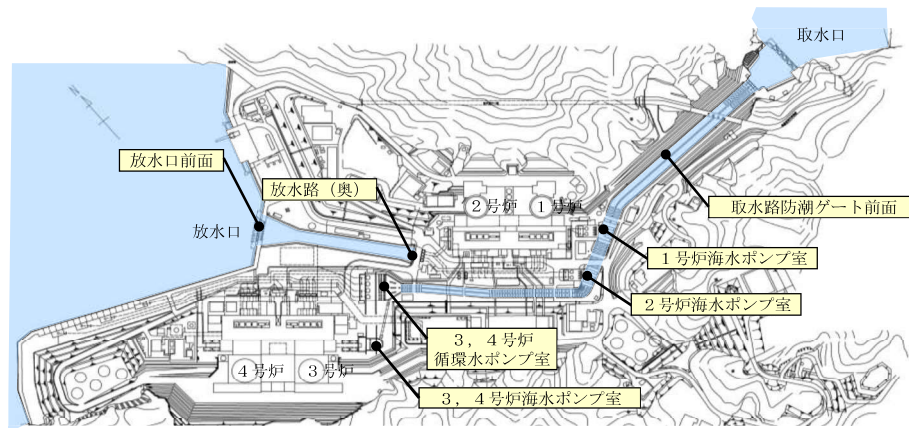 取水口
放水口前面
放水路（奥）
２号炉
１号炉
取水路防潮ゲート前面
放水口
１号炉海水ポンプ室
２号炉海水ポンプ室
３，４号炉
循環水ポンプ室
４号炉
３号炉
３，４号炉海水ポンプ室